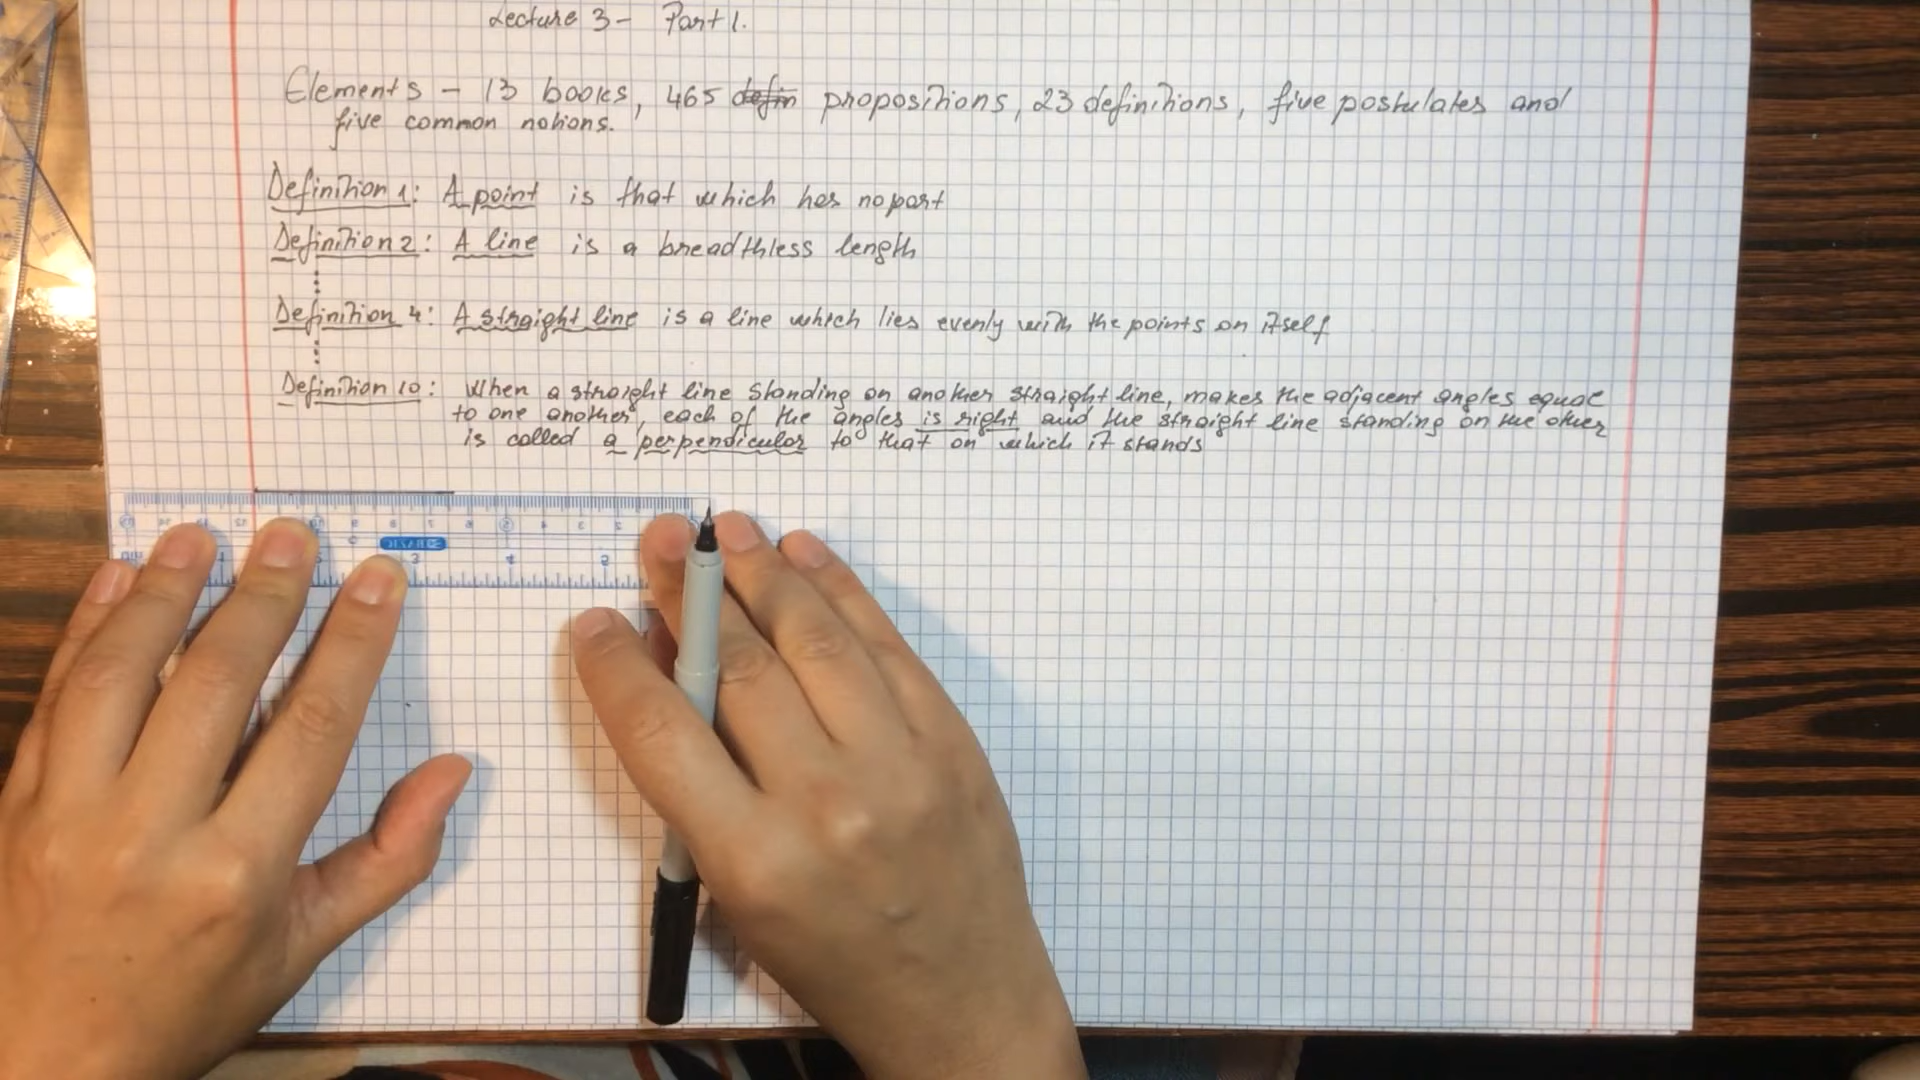 Lecture 3 - Part 1.
Elements - 13 books, 465 defin propositions, 23 definitions, five postulates and
five common notions.
Definition 1: A point is that which has no part
Definition 2: A line is a breadthless length
Definition 4: A straight line is a line which lies evenly with the points on itself
Definition 10: When a straight line standing on another straight line, makes the adjacent angles equal
to one another, each of the angles is right and the straight line standing on the other
is called a perpendicular to that on which it stands